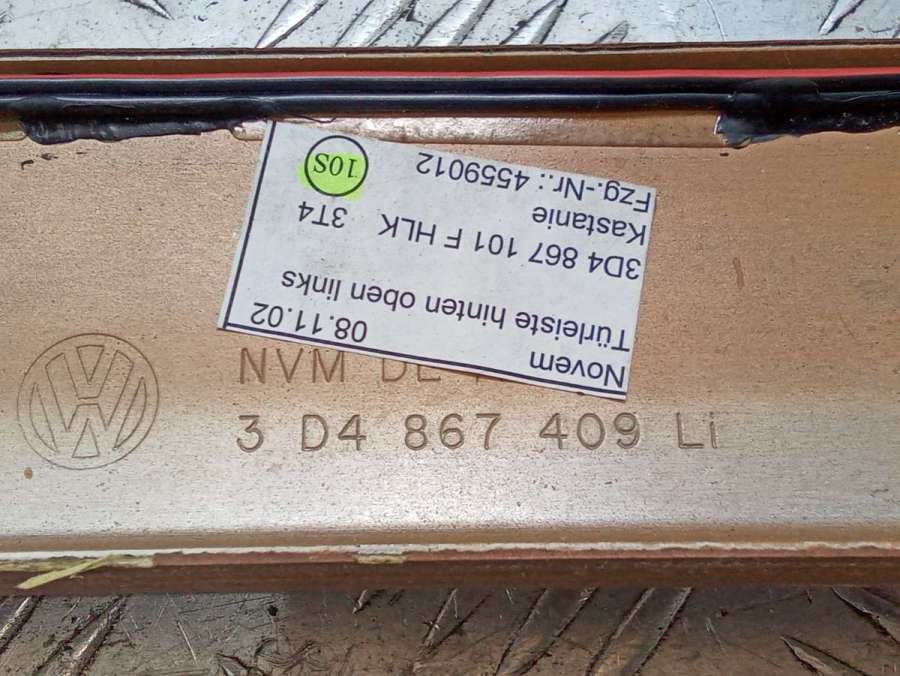 Novem 08.11.02
Türleiste hinten oben links
3D4 867 101 F HLK 3T4
Kastanie
Fzg.-Nr.: 4559012
10S
VW
NVM
3 D4 867 409 Li